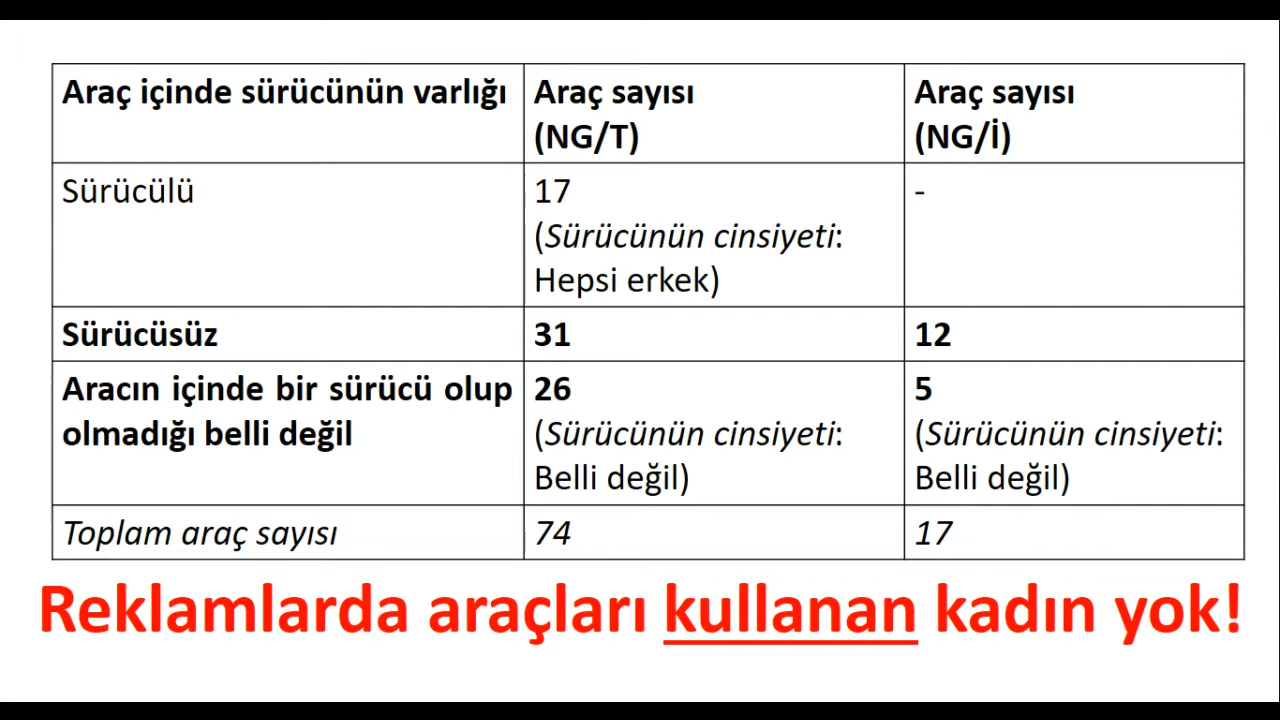 Araç içinde sürücünün varlığı
Araç sayısı
(NG/T)
Araç sayısı
(NG/İ)
Sürücülü
17
(Sürücünün cinsiyeti:
Hepsi erkek)
-
Sürücüsüz
31
12
Aracın içinde bir sürücü olup
olmadığı belli değil
26
(Sürücünün cinsiyeti:
Belli değil)
5
(Sürücünün cinsiyeti:
Belli değil)
Toplam araç sayısı
74
17
Reklamlarda araçları kullanan kadın yok!